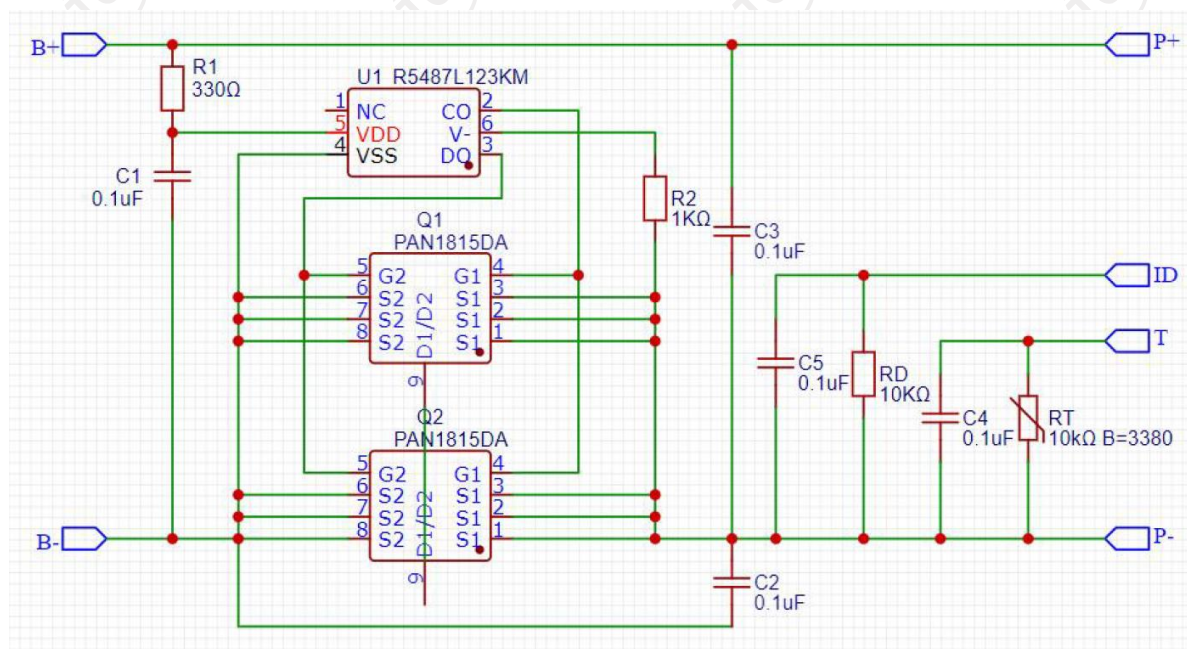 B+
P+
R1
330Ω
U1 R5487L123KM
1
NC
CO
2
5
VDD
V-
6
4
VSS
DO
3
C1
0.1uF
R2
1KΩ
Q1
PAN1815DA
C3
0.1uF
5
G2
G1
4
6
S2
S1
3
7
S2
S1
2
8
S2
S1
1
D1/D2
9
ID
T
C5
0.1uF
RD
10KΩ
C4
0.1uF
RT
10kΩ B=3380
Q2
PAN1815DA
5
G2
G1
4
6
S2
S1
3
7
S2
S1
2
8
S2
S1
1
D1/D2
9
B-
P-
C2
0.1uF